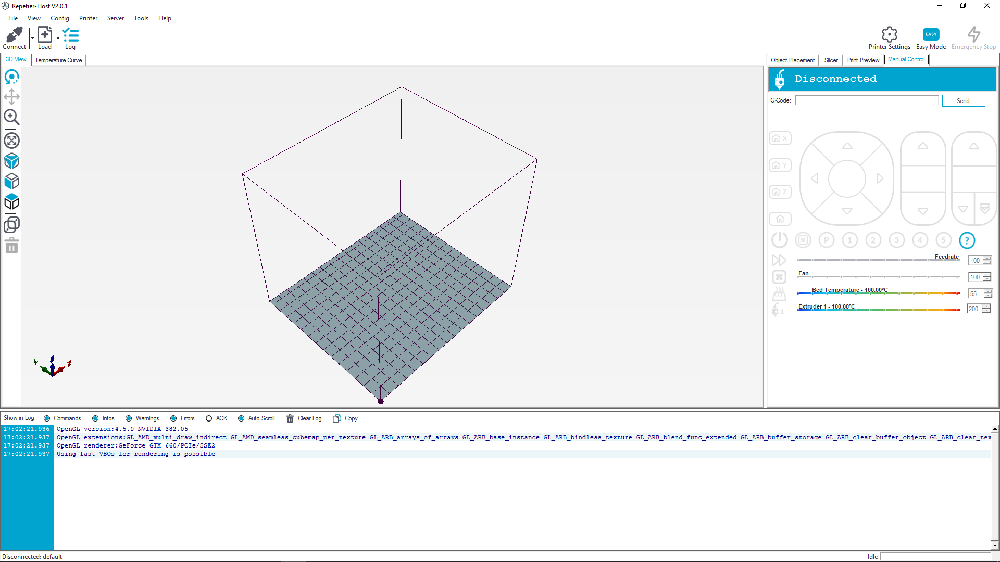 Repetier-Host V2.0.1
File View Config Printer Server Tools Help
Connect Load Log Printer Settings EASY Easy Mode Emergency Stop
3D View Temperature Curve Object Placement Slicer Print Preview Manual Control
Disconnected
G-Code: Send
X
Y
Z
P 1 2 3 4 5 ?
Feedrate 100
Fan 100
Bed Temperature - 100.00°C 55
Extruder 1 - 100.00°C 200
1
Y Z X
Show in Log: Commands Infos Warnings Errors ACK Auto Scroll Clear Log Copy
17:02:21.936 OpenGL version:4.5.0 NVIDIA 382.05
17:02:21.937 OpenGL extensions:GL_AMD_multi_draw_indirect GL_AMD_seamless_cubemap_per_texture GL_ARB_arrays_of_arrays GL_ARB_base_instance GL_ARB_bindless_texture GL_ARB_blend_func_extended GL_ARB_buffer_storage GL_ARB_clear_buffer_object GL_ARB_clear_tex
17:02:21.937 OpenGL renderer:GeForce GTX 660/PCIe/SSE2
17:02:21.937 Using fast VBOs for rendering is possible
Disconnected: default - Idle